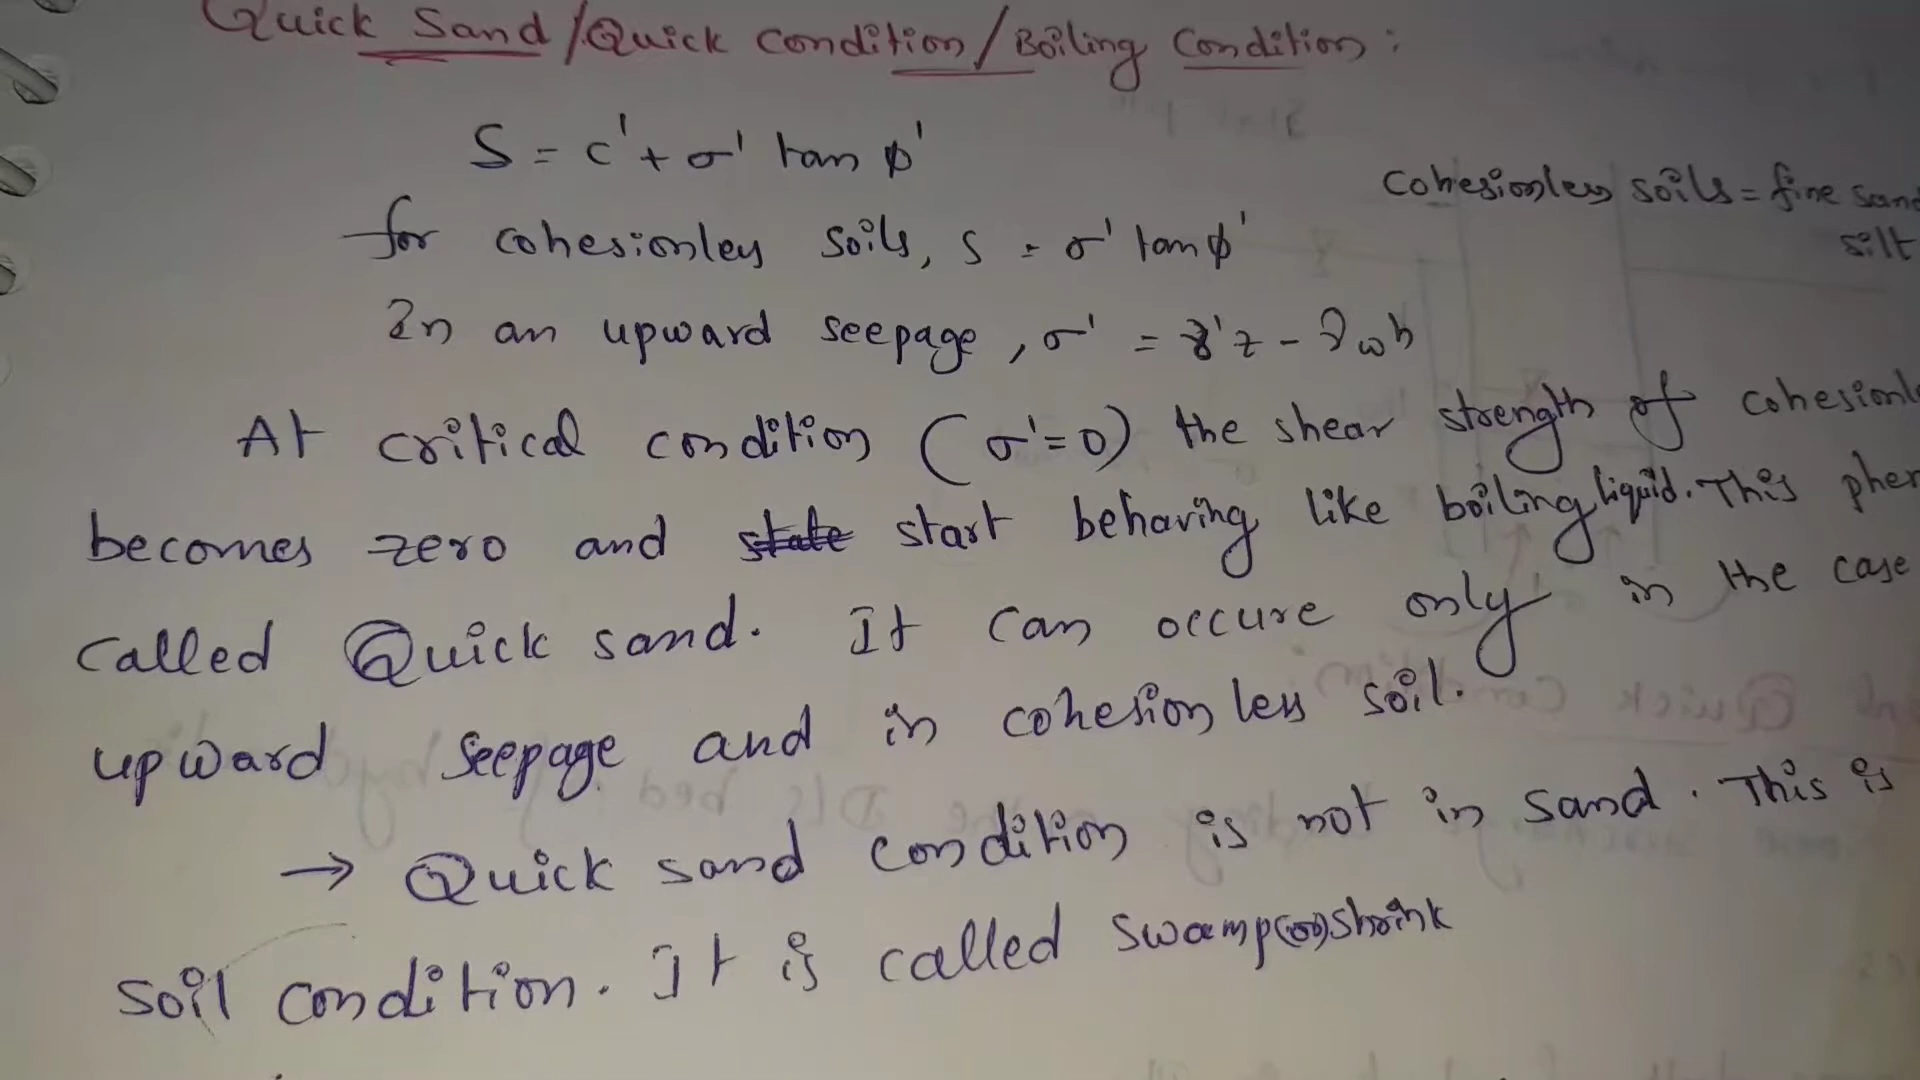 Quick Sand/Quick Condition/Boiling Condition:
S = c' + σ' tan φ'
Cohesionless soils = fine sand
silt
for cohesionless soils, S = σ' tan φ'
In an upward seepage, σ' = γ'z - γwh
At critical condition (σ'=0) the shear strength of cohesionl
becomes zero and state start behaving like boiling liquid. This phen
called Quick sand. It can occure only in the case
upward seepage and in cohesionless soil.
→ Quick sand condition is not in sand. This is
soil condition. It is called swamp(or)shrink